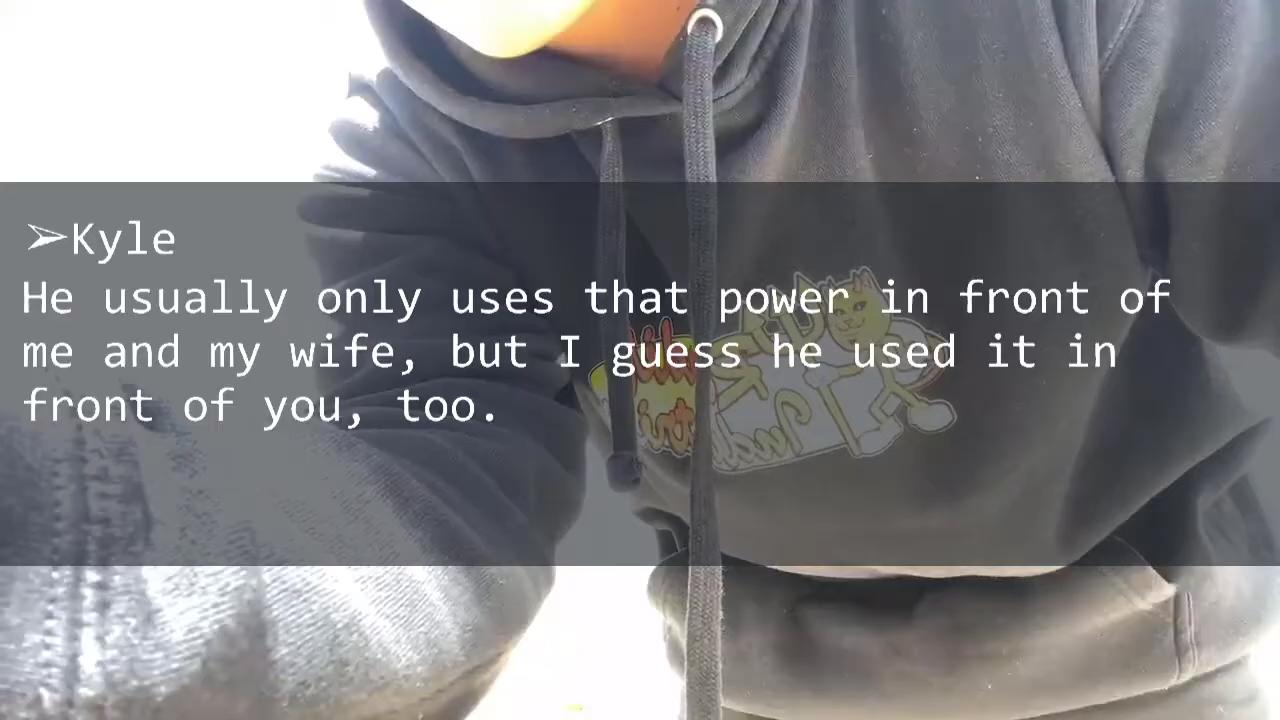 ➢Kyle
He usually only uses that power in front of
me and my wife, but I guess he used it in
front of you, too.